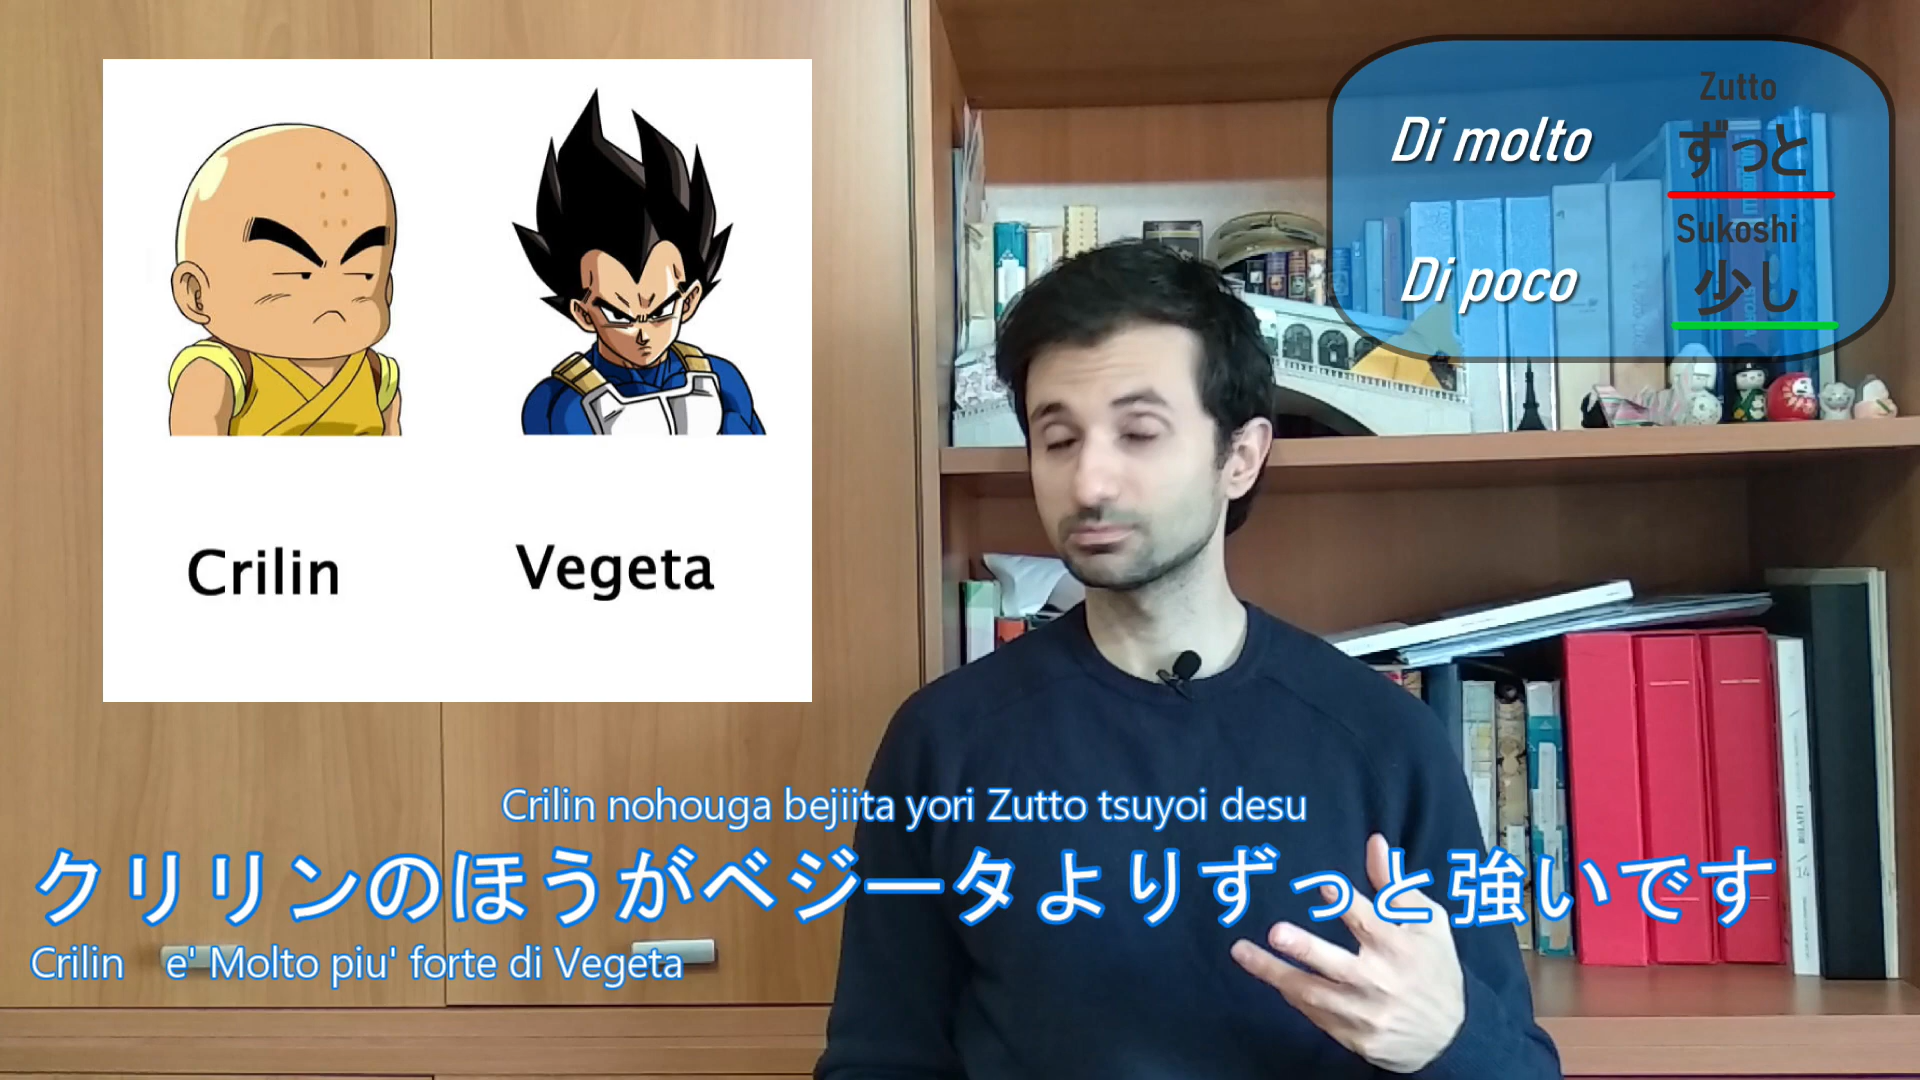 Crilin
Vegeta
Di molto
Zutto
ずっと
Di poco
Sukoshi
少し
Crilin nohouga bejiita yori Zutto tsuyoi desu
クリリンのほうがベジータよりずっと強いです
Crilin e' Molto piu' forte di Vegeta